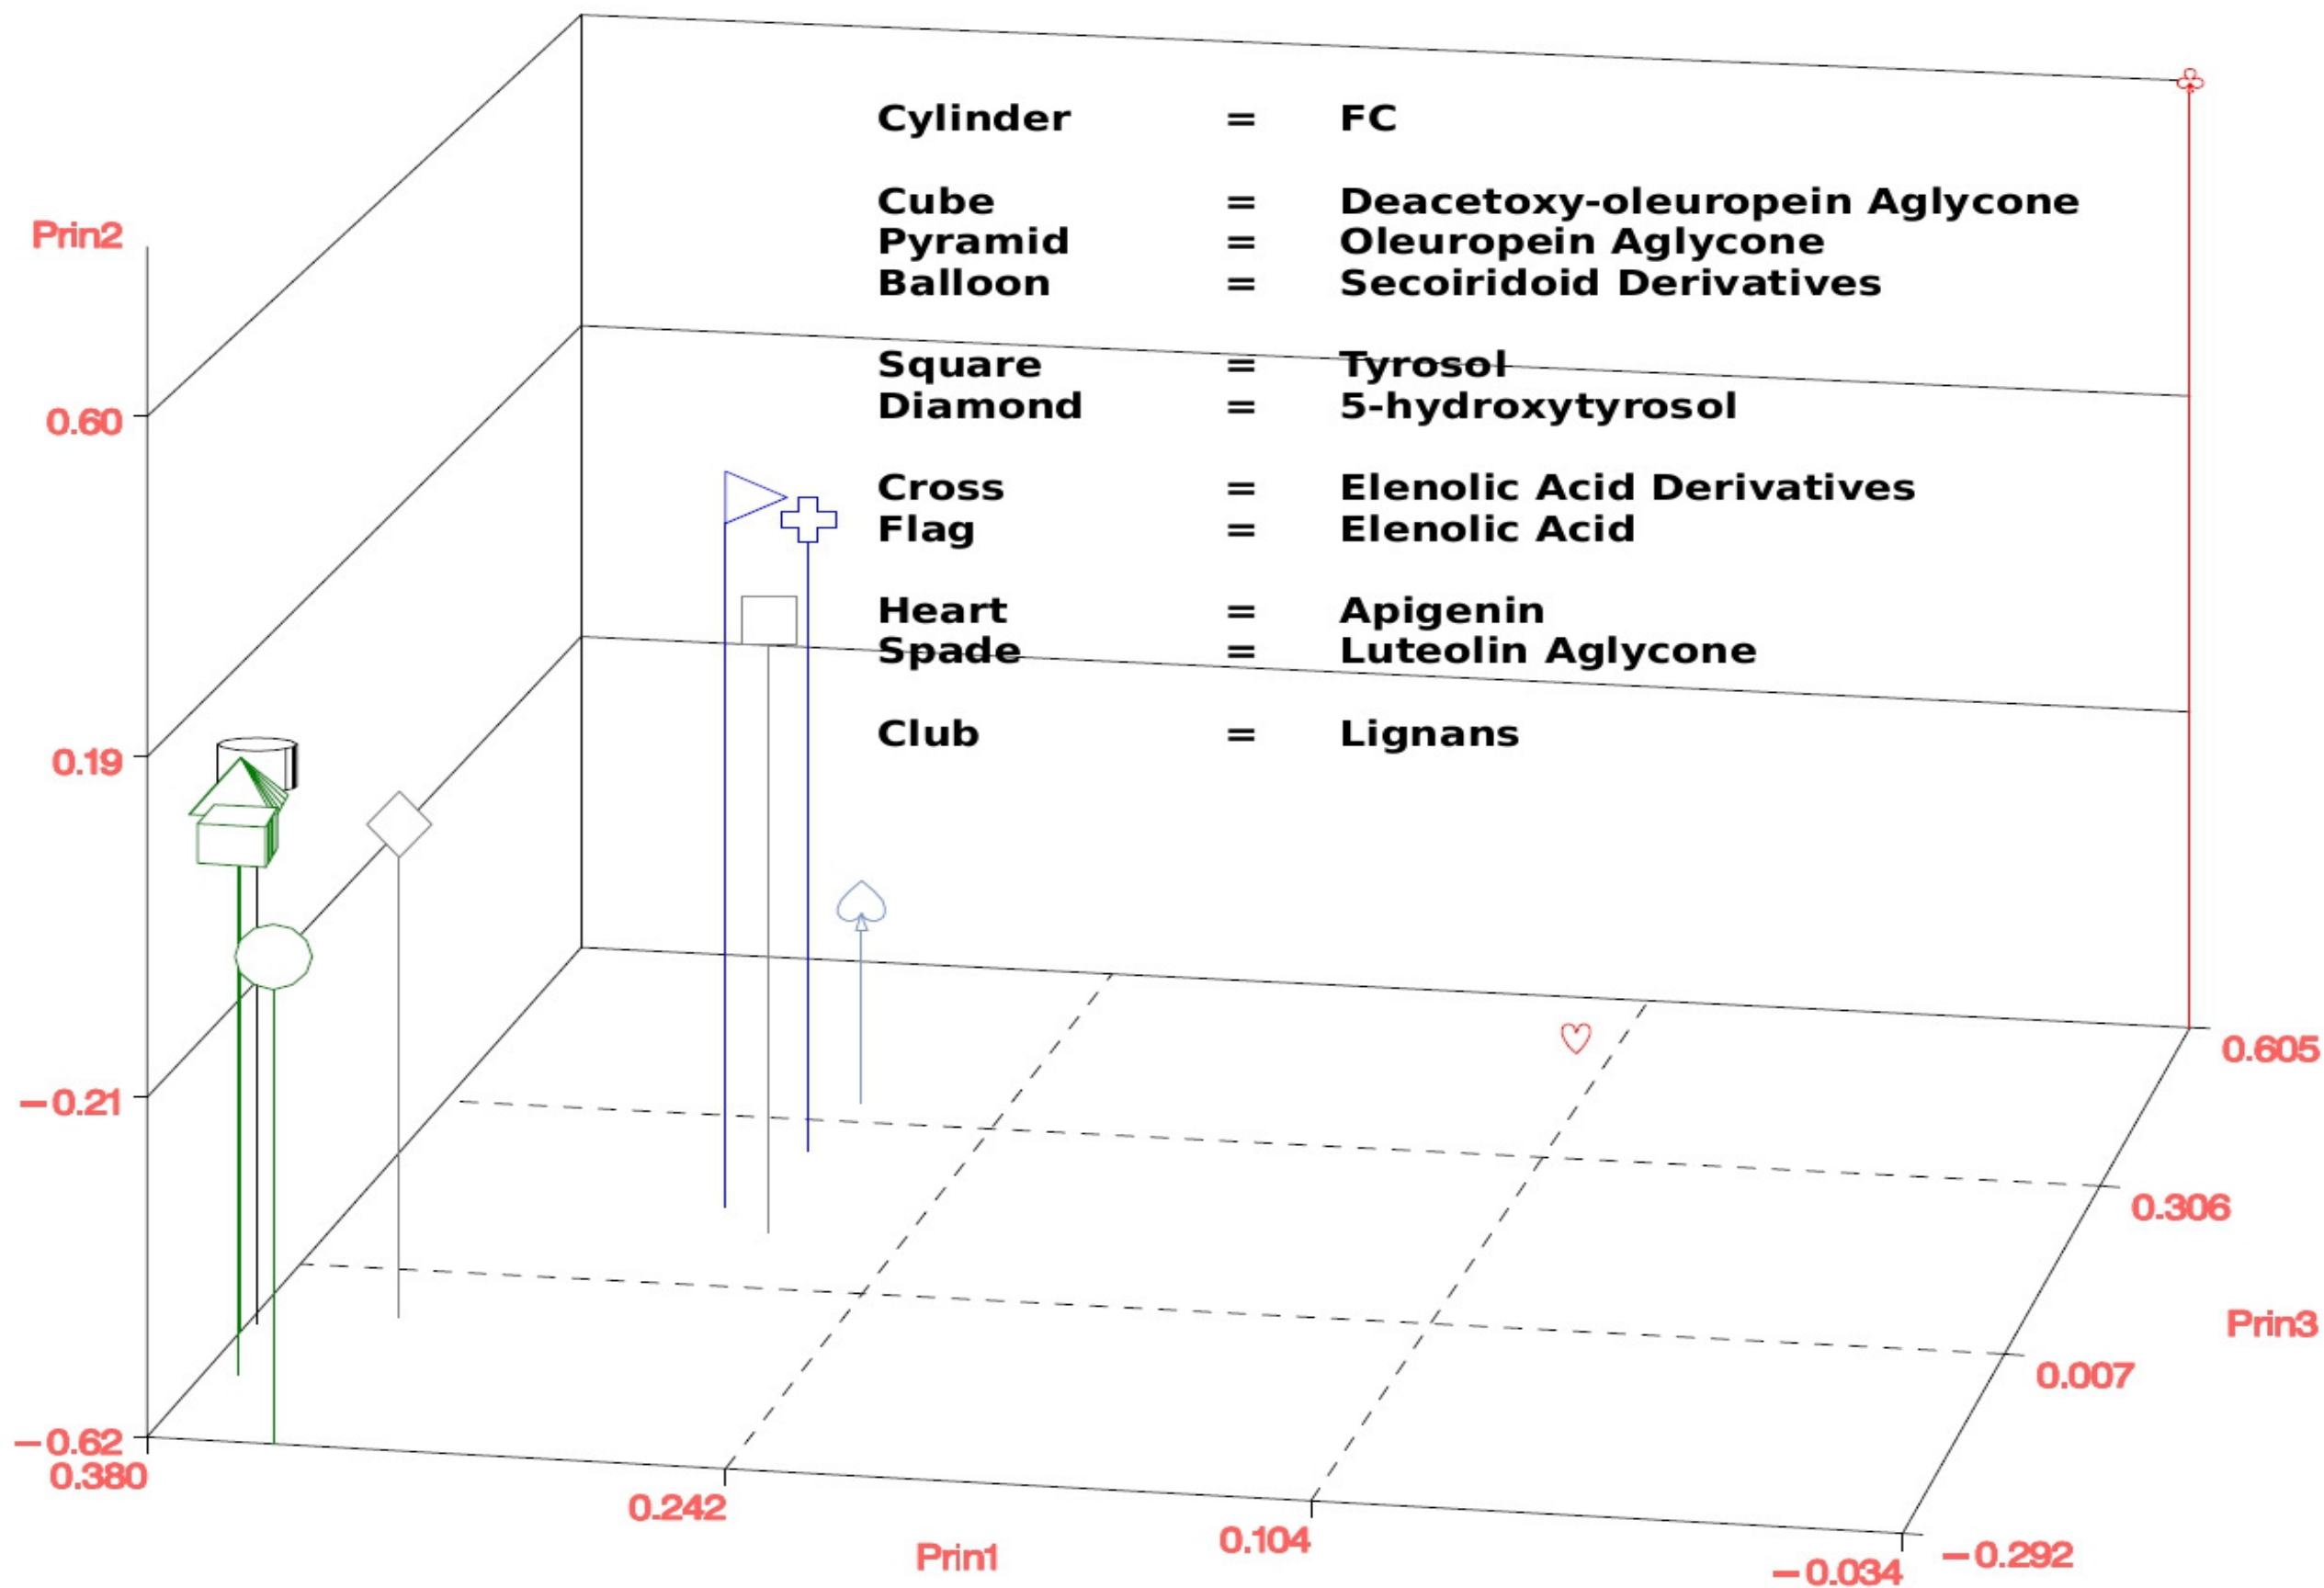 Cylinder = FC
Cube = Deacetoxy-oleuropein Aglycone
Prin2
Pyramid = Oleuropein Aglycone
Balloon = Secoiridoid Derivatives
Square = Tyrosol
Diamond = 5-hydroxytyrosol
0.60
Cross = Elenolic Acid Derivatives
Flag = Elenolic Acid
Heart = Apigenin
Spade = Luteolin Aglycone
Club = Lignans
0.19
−0.21
−0.62
0.380
0.242
Prin1
0.104
−0.034
−0.292
0.007
Prin3
0.306
0.605